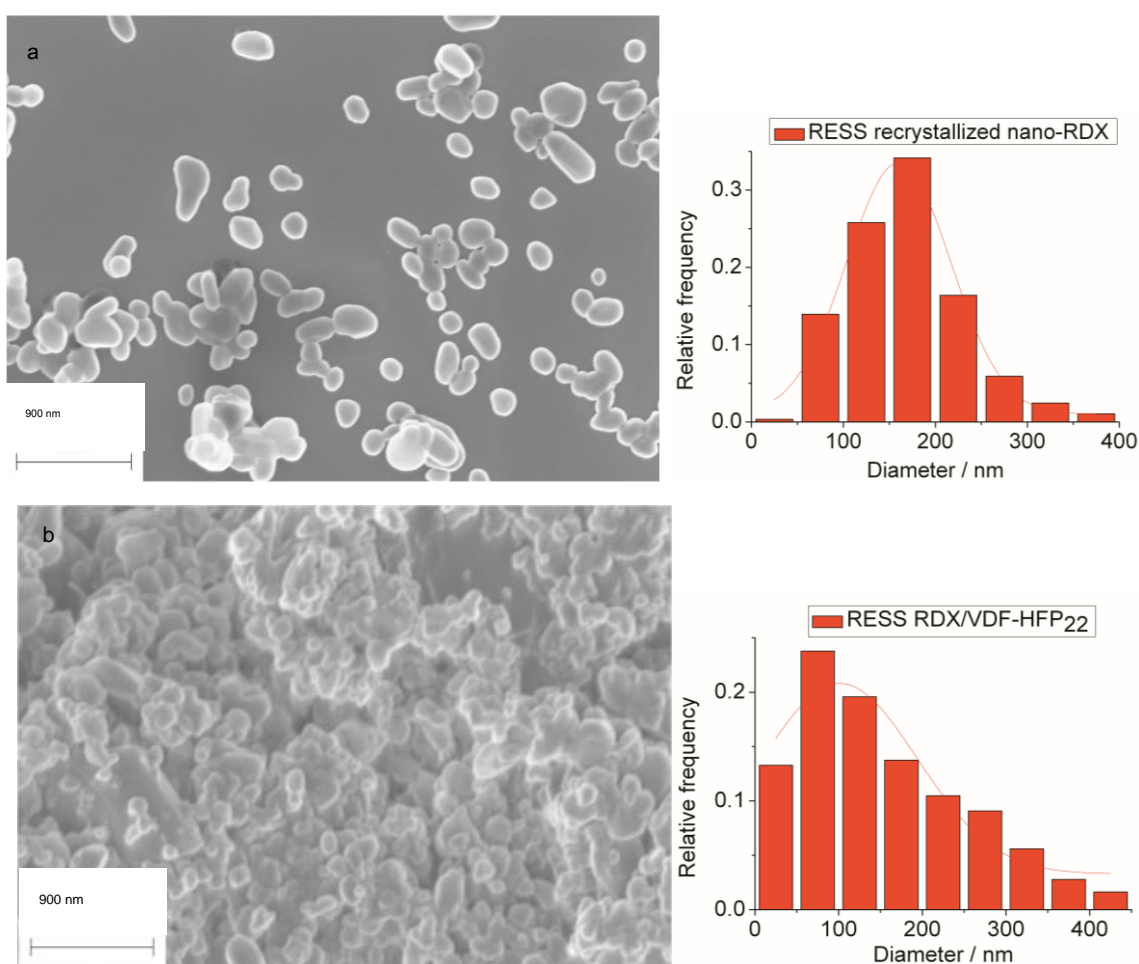 a
900 nm
RESS recrystallized nano-RDX
Relative frequency
0.3
0.2
0.1
0.0
0 100 200 300 400
Diameter / nm
b
900 nm
RESS RDX/VDF-HFP22
Relative frequency
0.2
0.1
0.0
0 100 200 300 400
Diameter / nm